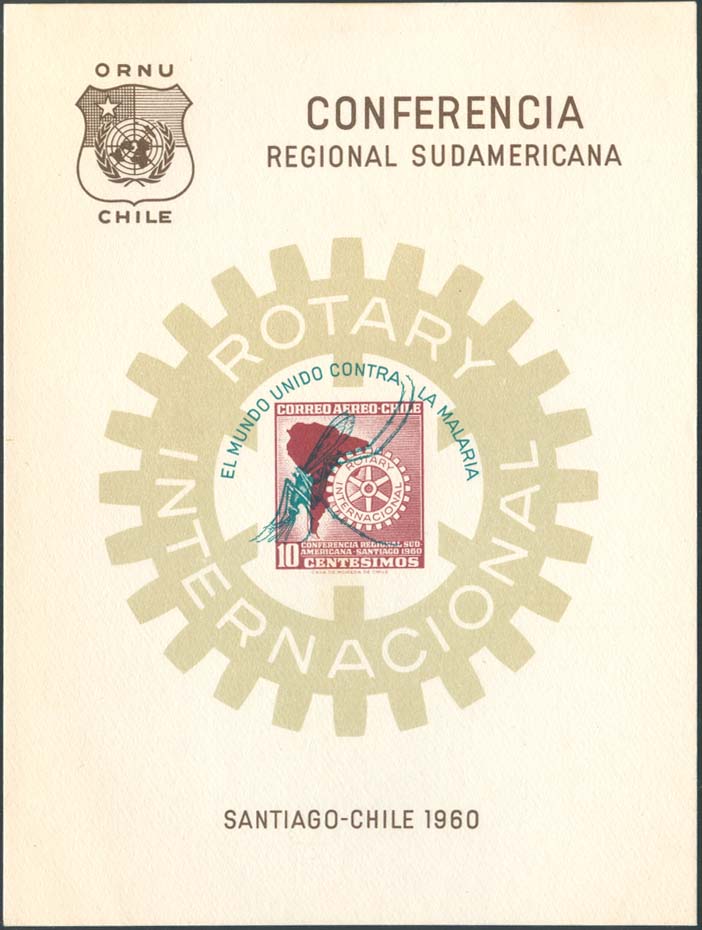 ORNU
CHILE
CONFERENCIA
REGIONAL SUDAMERICANA
ROTARY
INTERNACIONAL
EL MUNDO UNIDO CONTRA LA MALARIA
CORREO AEREO-CHILE
ROTARY
INTERNACIONAL
CONFERENCIA REGIONAL SUD-
AMERICANA-SANTIAGO 1960
10 CENTESIMOS
CASA DE MONEDA DE CHILE
SANTIAGO-CHILE 1960